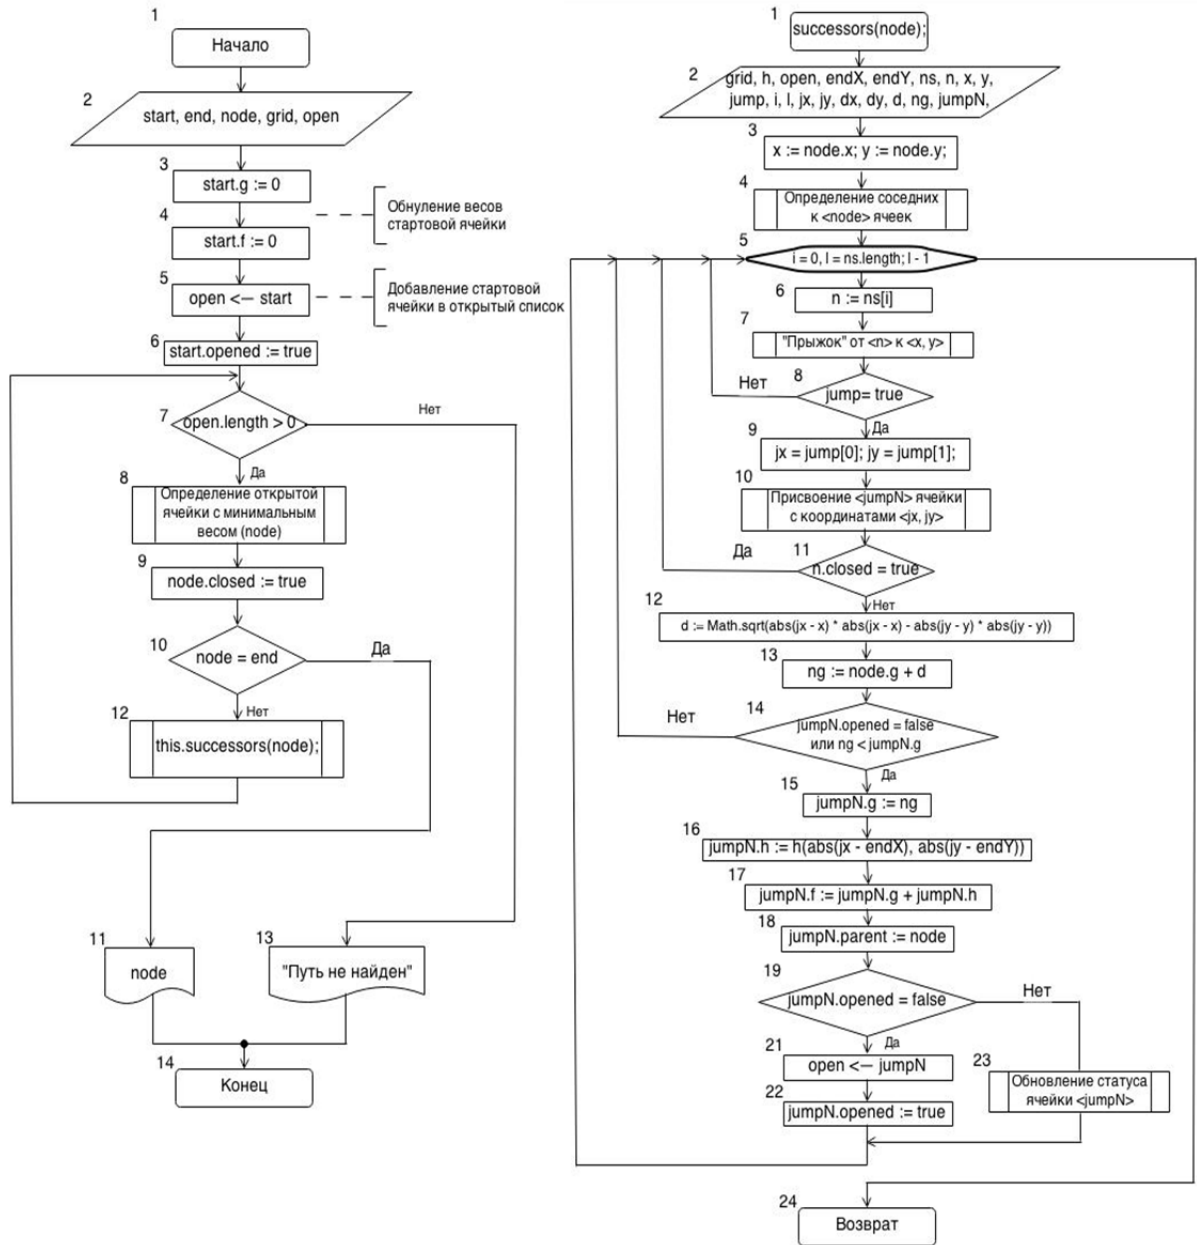 1
Начало
2
start, end, node, grid, open
3
start.g := 0
4
start.f := 0
Обнуление весов
стартовой ячейки
5
open <— start
Добавление стартовой
ячейки в открытый список
6
start.opened := true
7
open.length > 0
Нет
Да
8
Определение открытой
ячейки с минимальным
весом (node)
9
node.closed := true
10
node = end
Да
Нет
12
this.successors(node);
11
node
13
"Путь не найден"
14
Конец
1
successors(node);
2
grid, h, open, endX, endY, ns, n, x, y,
jump, i, l, jx, jy, dx, dy, d, ng, jumpN,
3
x := node.x; y := node.y;
4
Определение соседних
к <node> ячеек
5
i = 0, l = ns.length; l - 1
6
n := ns[i]
7
"Прыжок" от <n> к <x, y>
8
jump= true
Нет
Да
9
jx = jump[0]; jy = jump[1];
10
Присвоение <jumpN> ячейки
с координатами <jx, jy>
Да
11
n.closed = true
Нет
12
d := Math.sqrt(abs(jx - x) * abs(jx - x) - abs(jy - y) * abs(jy - y))
13
ng := node.g + d
14
Нет
jumpN.opened = false
или ng < jumpN.g
Да
15
jumpN.g := ng
16
jumpN.h := h(abs(jx - endX), abs(jy - endY))
17
jumpN.f := jumpN.g + jumpN.h
18
jumpN.parent := node
19
jumpN.opened = false
Нет
Да
21
open <— jumpN
22
jumpN.opened := true
23
Обновление статуса
ячейки <jumpN>
24
Возврат